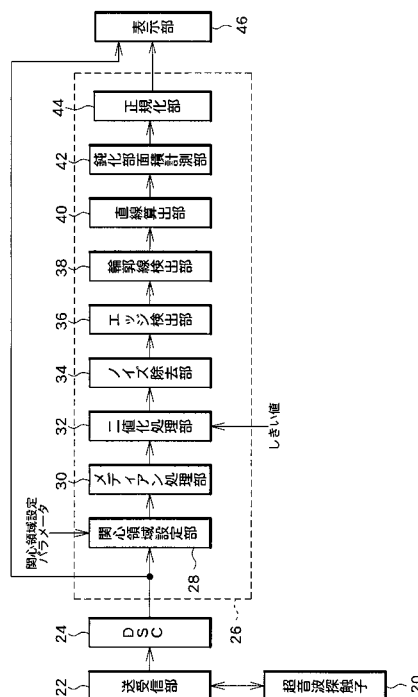 20
超音波探触子
22
送受信部
24
DSC
26
関心領域設定
パラメータ
28
関心領域設定部
30
メディアン処理部
32
二値化処理部
しきい値
34
ノイズ除去部
36
エッジ検出部
38
輪郭線検出部
40
直線算出部
42
鈍化部面積計測部
44
正規化部
46
表示部